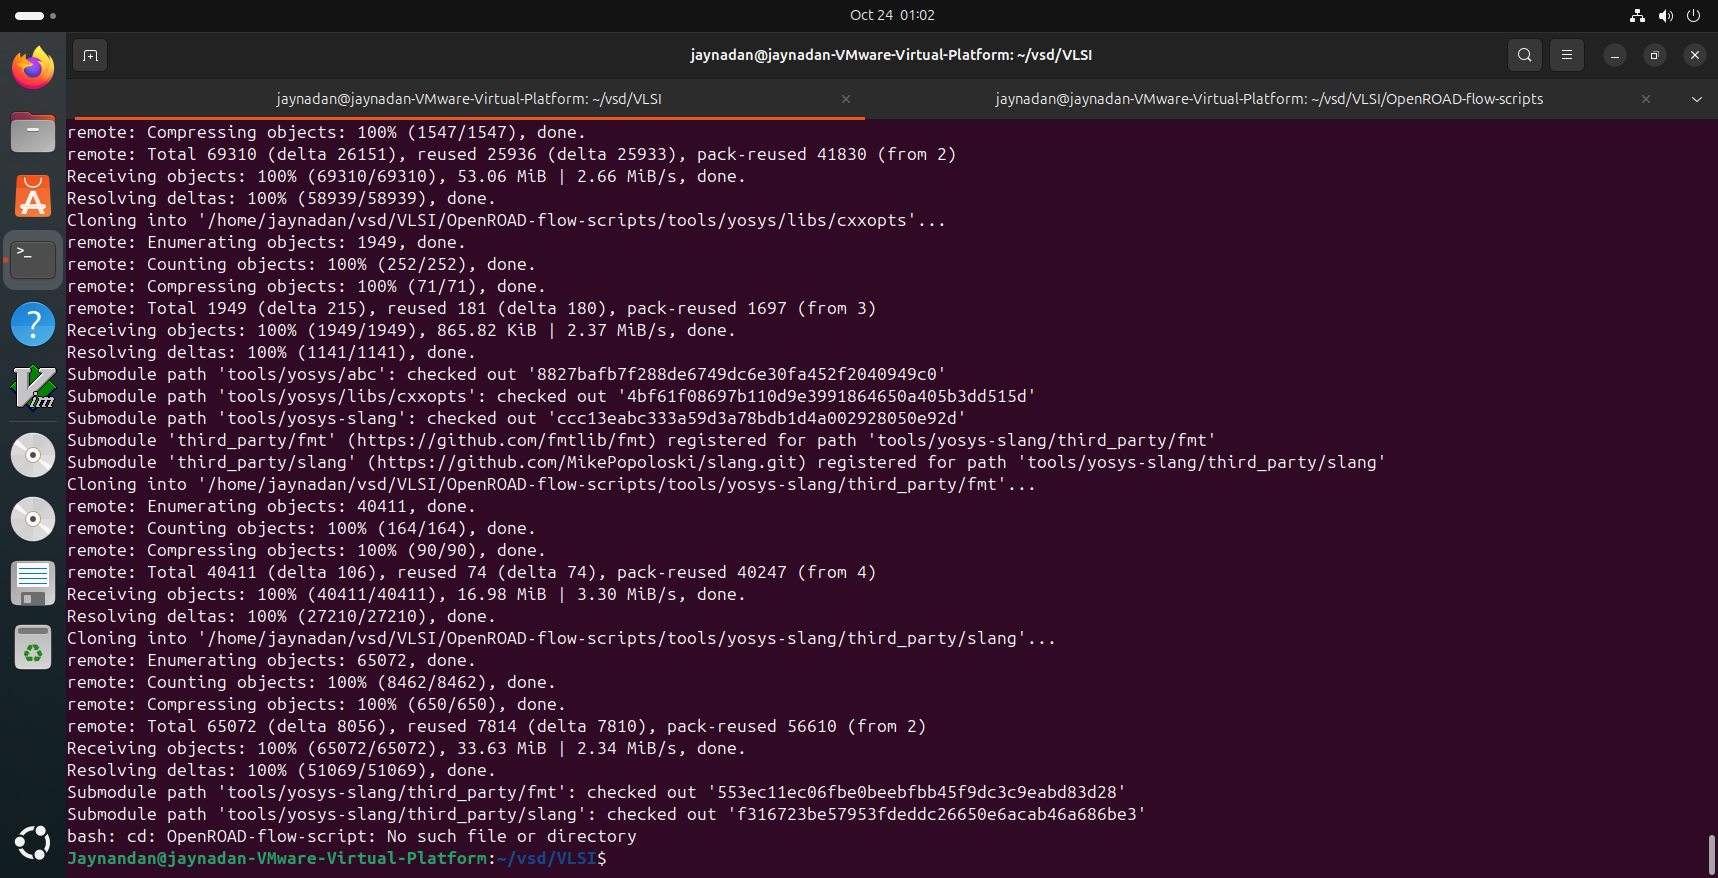 Oct 24 01:02
jaynadan@jaynadan-VMware-Virtual-Platform: ~/vsd/VLSI
jaynadan@jaynadan-VMware-Virtual-Platform: ~/vsd/VLSI
jaynadan@jaynadan-VMware-Virtual-Platform: ~/vsd/VLSI/OpenROAD-flow-scripts
remote: Compressing objects: 100% (1547/1547), done.
remote: Total 69310 (delta 26151), reused 25936 (delta 25933), pack-reused 41830 (from 2)
Receiving objects: 100% (69310/69310), 53.06 MiB | 2.66 MiB/s, done.
Resolving deltas: 100% (58939/58939), done.
Cloning into '/home/jaynadan/vsd/VLSI/OpenROAD-flow-scripts/tools/yosys/libs/cxxopts'...
remote: Enumerating objects: 1949, done.
remote: Counting objects: 100% (252/252), done.
remote: Compressing objects: 100% (71/71), done.
remote: Total 1949 (delta 215), reused 181 (delta 180), pack-reused 1697 (from 3)
Receiving objects: 100% (1949/1949), 865.82 KiB | 2.37 MiB/s, done.
Resolving deltas: 100% (1141/1141), done.
Submodule path 'tools/yosys/abc': checked out '8827bafb7f288de6749dc6e30fa452f2040949c0'
Submodule path 'tools/yosys/libs/cxxopts': checked out '4bf61f08697b110d9e3991864650a405b3dd515d'
Submodule path 'tools/yosys-slang': checked out 'ccc13eabc333a59d3a78bdb1d4a002928050e92d'
Submodule 'third_party/fmt' (https://github.com/fmtlib/fmt) registered for path 'tools/yosys-slang/third_party/fmt'
Submodule 'third_party/slang' (https://github.com/MikePopoloski/slang.git) registered for path 'tools/yosys-slang/third_party/slang'
Cloning into '/home/jaynadan/vsd/VLSI/OpenROAD-flow-scripts/tools/yosys-slang/third_party/fmt'...
remote: Enumerating objects: 40411, done.
remote: Counting objects: 100% (164/164), done.
remote: Compressing objects: 100% (90/90), done.
remote: Total 40411 (delta 106), reused 74 (delta 74), pack-reused 40247 (from 4)
Receiving objects: 100% (40411/40411), 16.98 MiB | 3.30 MiB/s, done.
Resolving deltas: 100% (27210/27210), done.
Cloning into '/home/jaynadan/vsd/VLSI/OpenROAD-flow-scripts/tools/yosys-slang/third_party/slang'...
remote: Enumerating objects: 65072, done.
remote: Counting objects: 100% (8462/8462), done.
remote: Compressing objects: 100% (650/650), done.
remote: Total 65072 (delta 8056), reused 7814 (delta 7810), pack-reused 56610 (from 2)
Receiving objects: 100% (65072/65072), 33.63 MiB | 2.34 MiB/s, done.
Resolving deltas: 100% (51069/51069), done.
Submodule path 'tools/yosys-slang/third_party/fmt': checked out '553ec11ec06fbe0beebfbb45f9dc3c9eabd83d28'
Submodule path 'tools/yosys-slang/third_party/slang': checked out 'f316723be57953fdeddc26650e6acab46a686be3'
bash: cd: OpenROAD-flow-script: No such file or directory
Jaynandan@jaynadan-VMware-Virtual-Platform:~/vsd/VLSI$